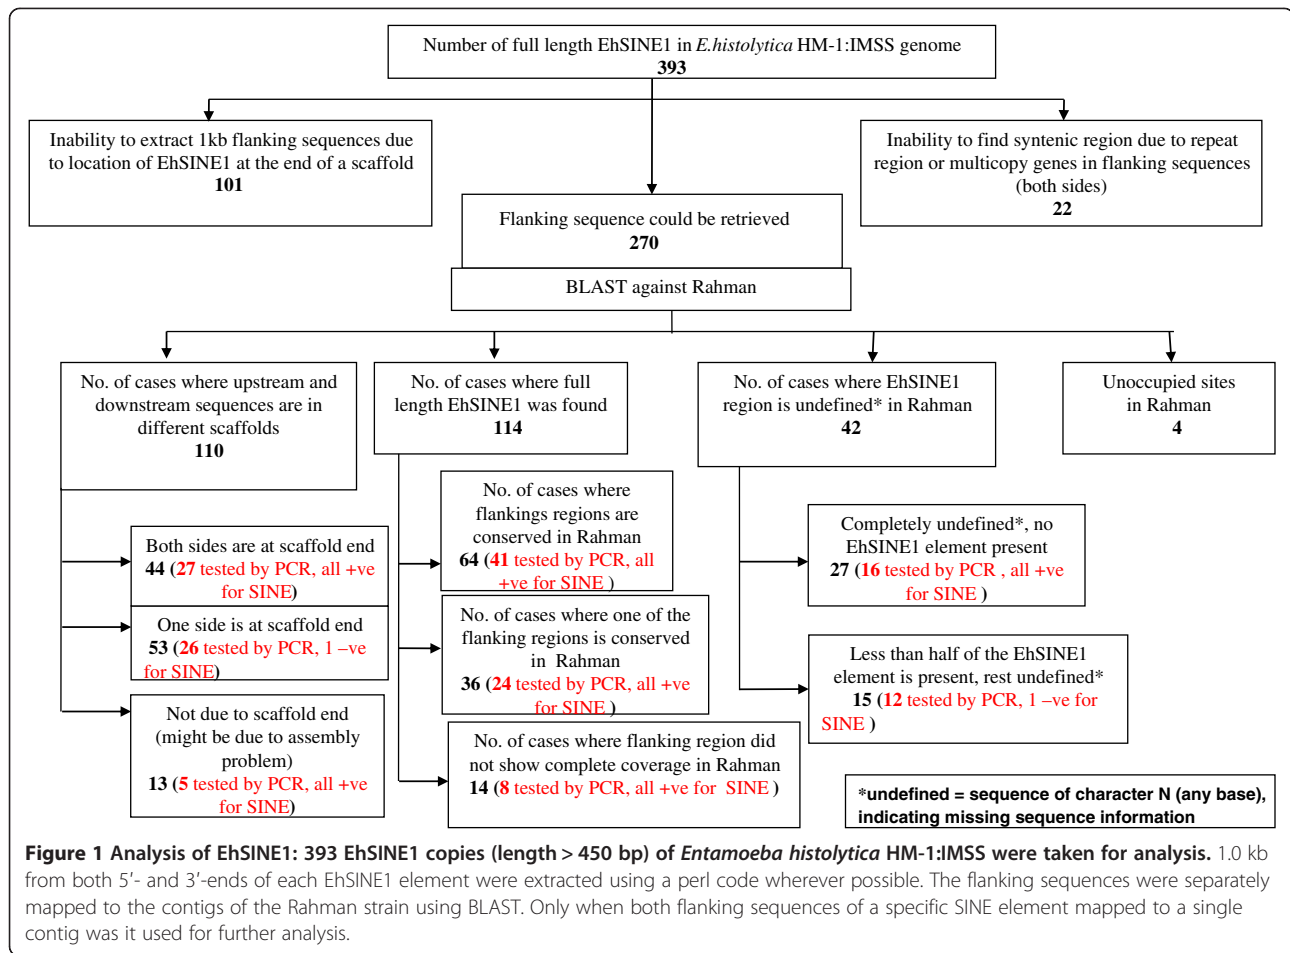 Number of full length EhSINE1 in E.histolytica HM-1:IMSS genome
393
Inability to extract 1kb flanking sequences due
to location of EhSINE1 at the end of a scaffold
101
Inability to find syntenic region due to repeat
region or multicopy genes in flanking sequences
(both sides)
22
Flanking sequence could be retrieved
270
BLAST against Rahman
No. of cases where upstream and
downstream sequences are in
different scaffolds
110
No. of cases where full
length EhSINE1 was found
114
No. of cases where EhSINE1
region is undefined* in Rahman
42
Unoccupied sites
in Rahman
4
Both sides are at scaffold end
44 (27 tested by PCR, all +ve
for SINE)
One side is at scaffold end
53 (26 tested by PCR, 1 –ve
for SINE)
Not due to scaffold end
(might be due to assembly
problem)
13 (5 tested by PCR, all +ve
for SINE)
No. of cases where
flankings regions are
conserved in Rahman
64 (41 tested by PCR, all
+ve for SINE )
No. of cases where one of the
flanking regions is conserved
in Rahman
36 (24 tested by PCR, all +ve
for SINE )
No. of cases where flanking region did
not show complete coverage in Rahman
14 (8 tested by PCR, all +ve for SINE )
Completely undefined*, no
EhSINE1 element present
27 (16 tested by PCR , all +ve
for SINE )
Less than half of the EhSINE1
element is present, rest undefined*
15 (12 tested by PCR, 1 –ve for
SINE )
*undefined = sequence of character N (any base),
indicating missing sequence information
Figure 1 Analysis of EhSINE1: 393 EhSINE1 copies (length > 450 bp) of Entamoeba histolytica HM-1:IMSS were taken for analysis. 1.0 kb
from both 5′- and 3′-ends of each EhSINE1 element were extracted using a perl code wherever possible. The flanking sequences were separately
mapped to the contigs of the Rahman strain using BLAST. Only when both flanking sequences of a specific SINE element mapped to a single
contig was it used for further analysis.